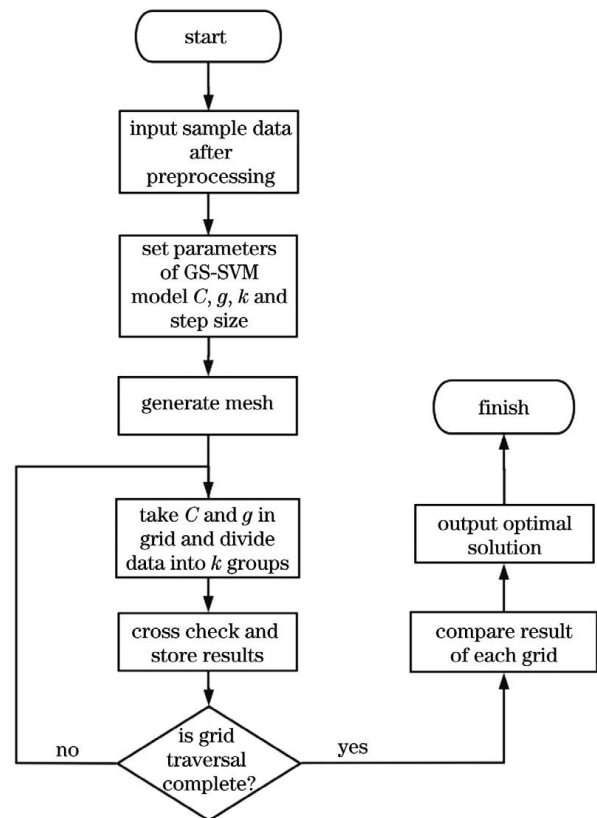 start
input sample data
after
preprocessing
set parameters
of GS-SVM
model C, g, k and
step size
generate mesh
take C and g in
grid and divide
data into k groups
cross check and
store results
is grid
traversal
complete?
no
yes
compare result
of each grid
output optimal
solution
finish